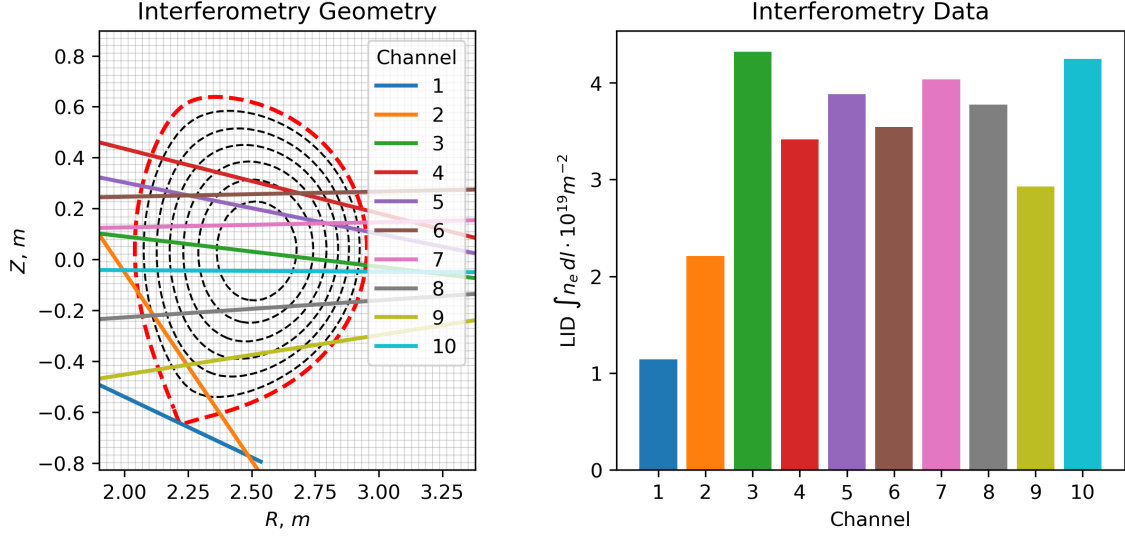 Interferometry Geometry
Z, m
0.8
0.6
0.4
0.2
0.0
−0.2
−0.4
−0.6
−0.8
2.00 2.25 2.50 2.75 3.00 3.25
R, m
Channel
1
2
3
4
5
6
7
8
9
10
Interferometry Data
LID ∫ nₑ dl · 10¹⁹m⁻²
4
3
2
1
0
1 2 3 4 5 6 7 8 9 10
Channel